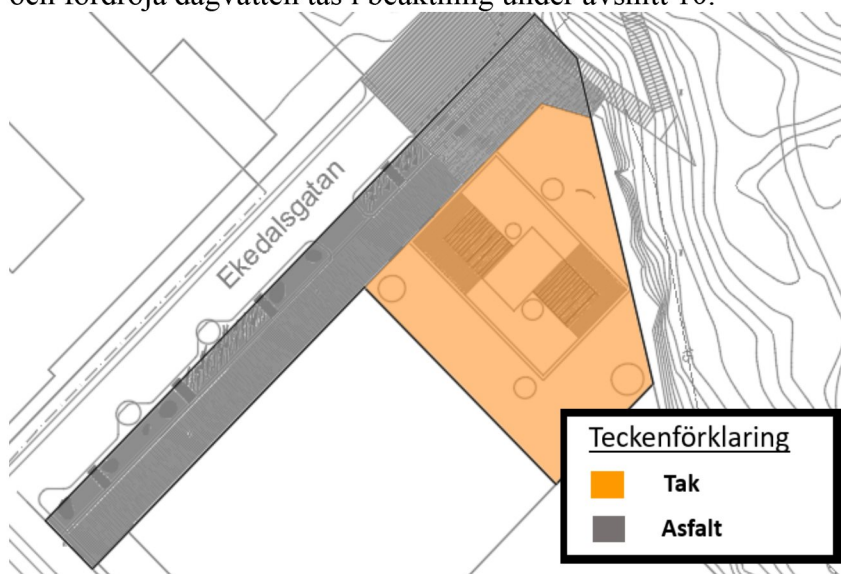 och fördröja dagvatten tas i beaktning under avsnitt 10.
Ekedalsgatan
Teckenförklaring
Tak
Asfalt